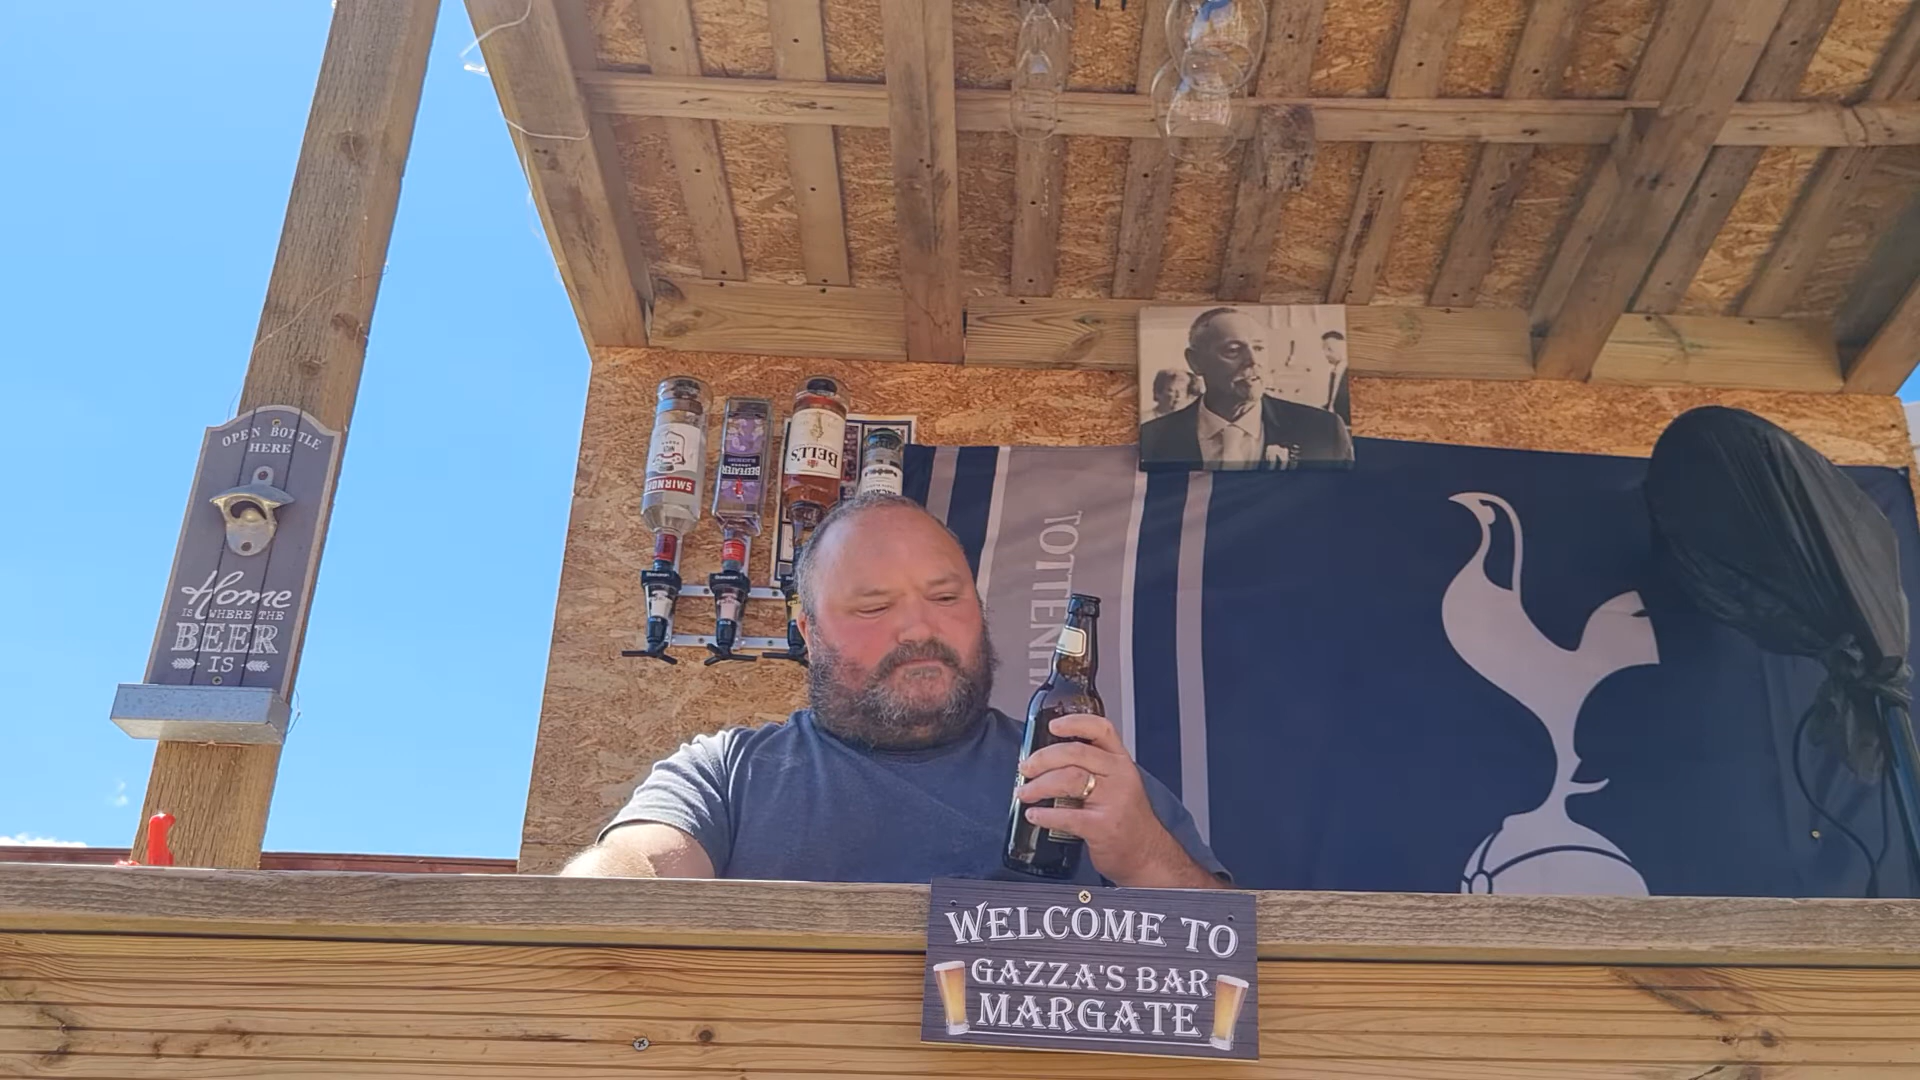 OPEN BOTTLE
HERE
Home
IS WHERE THE
BEER
IS
SMIRNOFF
BEEFEATER
BELL'S
TOTTENH
WELCOME TO
GAZZA'S BAR
MARGATE